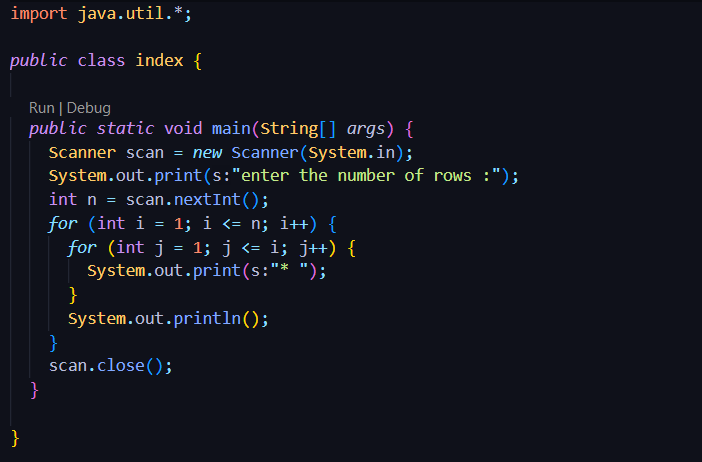 import java.util.*;
public class index {
Run | Debug
public static void main(String[] args) {
Scanner scan = new Scanner(System.in);
System.out.print(s:"enter the number of rows :");
int n = scan.nextInt();
for (int i = 1; i <= n; i++) {
for (int j = 1; j <= i; j++) {
System.out.print(s:"* ");
}
System.out.println();
}
scan.close();
}
}